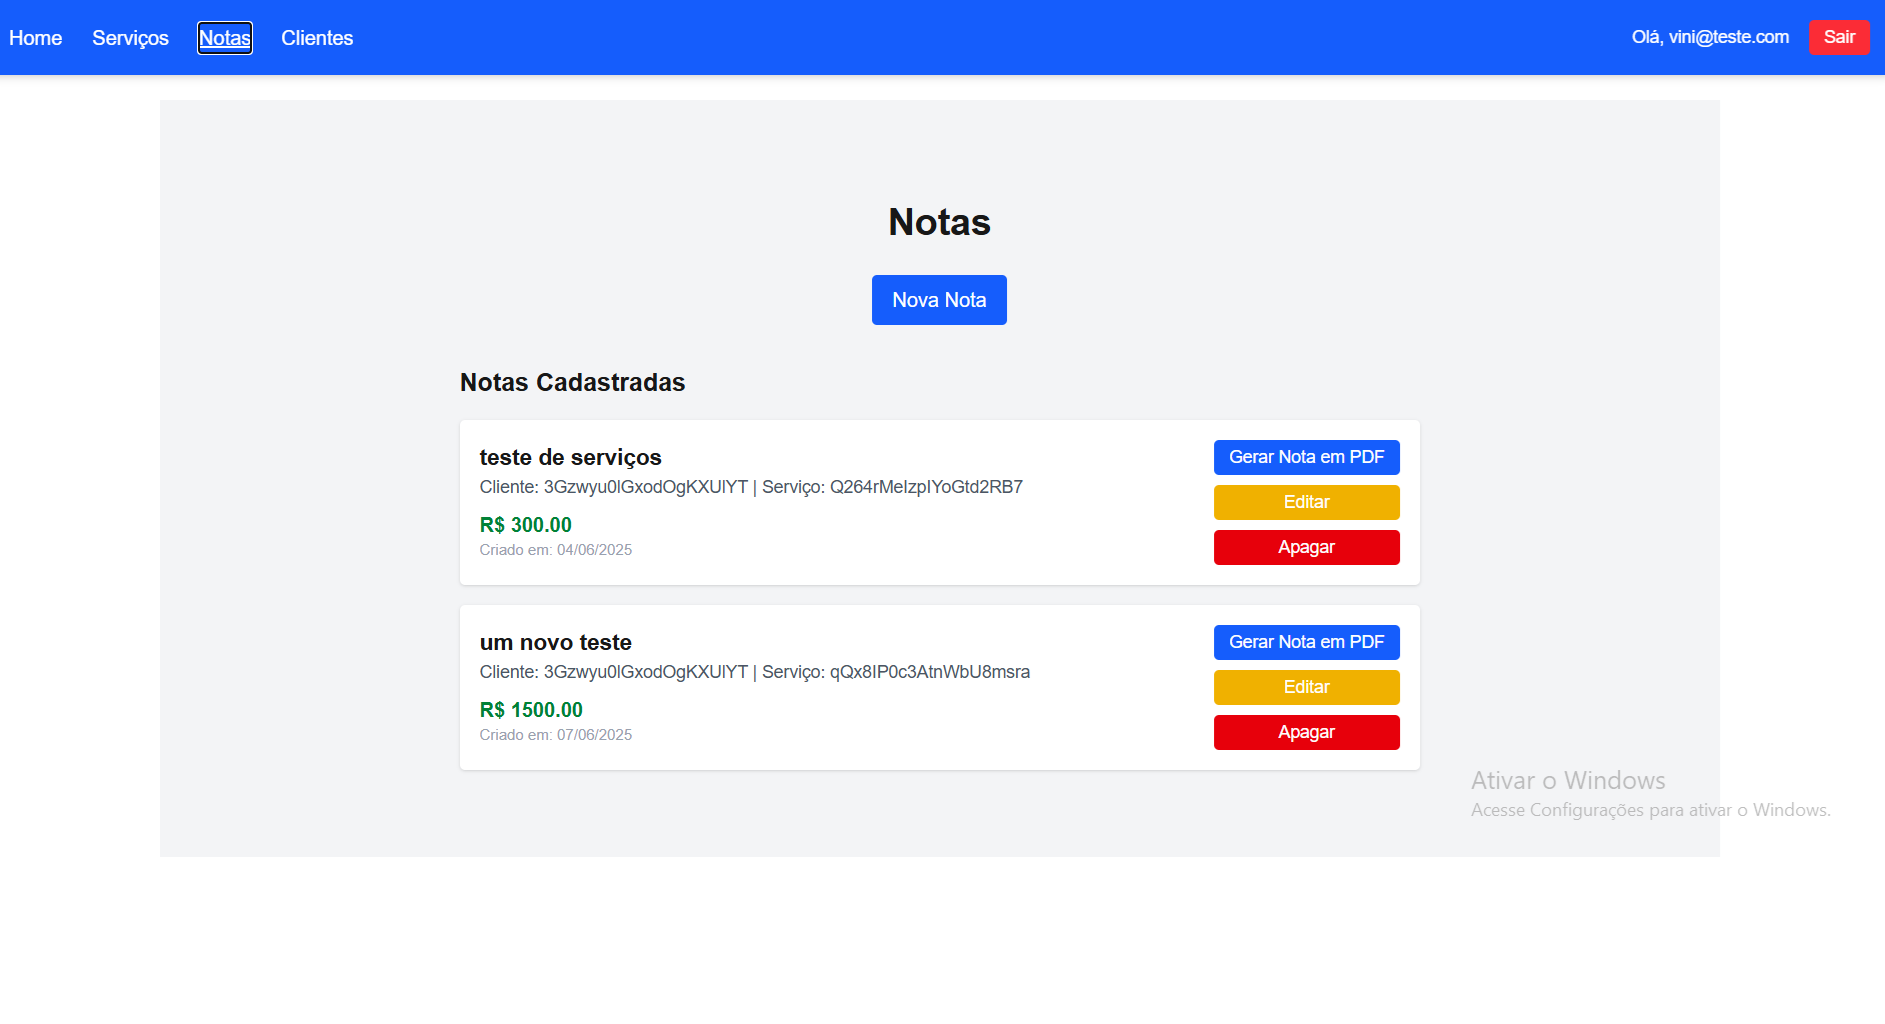 Home Serviços Notas Clientes Olá, vini@teste.com Sair
Notas
Nova Nota
Notas Cadastradas
teste de serviços
Cliente: 3Gzwyu0lGxodOgKXUlYT | Serviço: Q264rMeIzpIYoGtd2RB7
R$ 300.00
Criado em: 04/06/2025
Gerar Nota em PDF
Editar
Apagar
um novo teste
Cliente: 3Gzwyu0lGxodOgKXUlYT | Serviço: qQx8IP0c3AtnWbU8msra
R$ 1500.00
Criado em: 07/06/2025
Gerar Nota em PDF
Editar
Apagar
Ativar o Windows
Acesse Configurações para ativar o Windows.